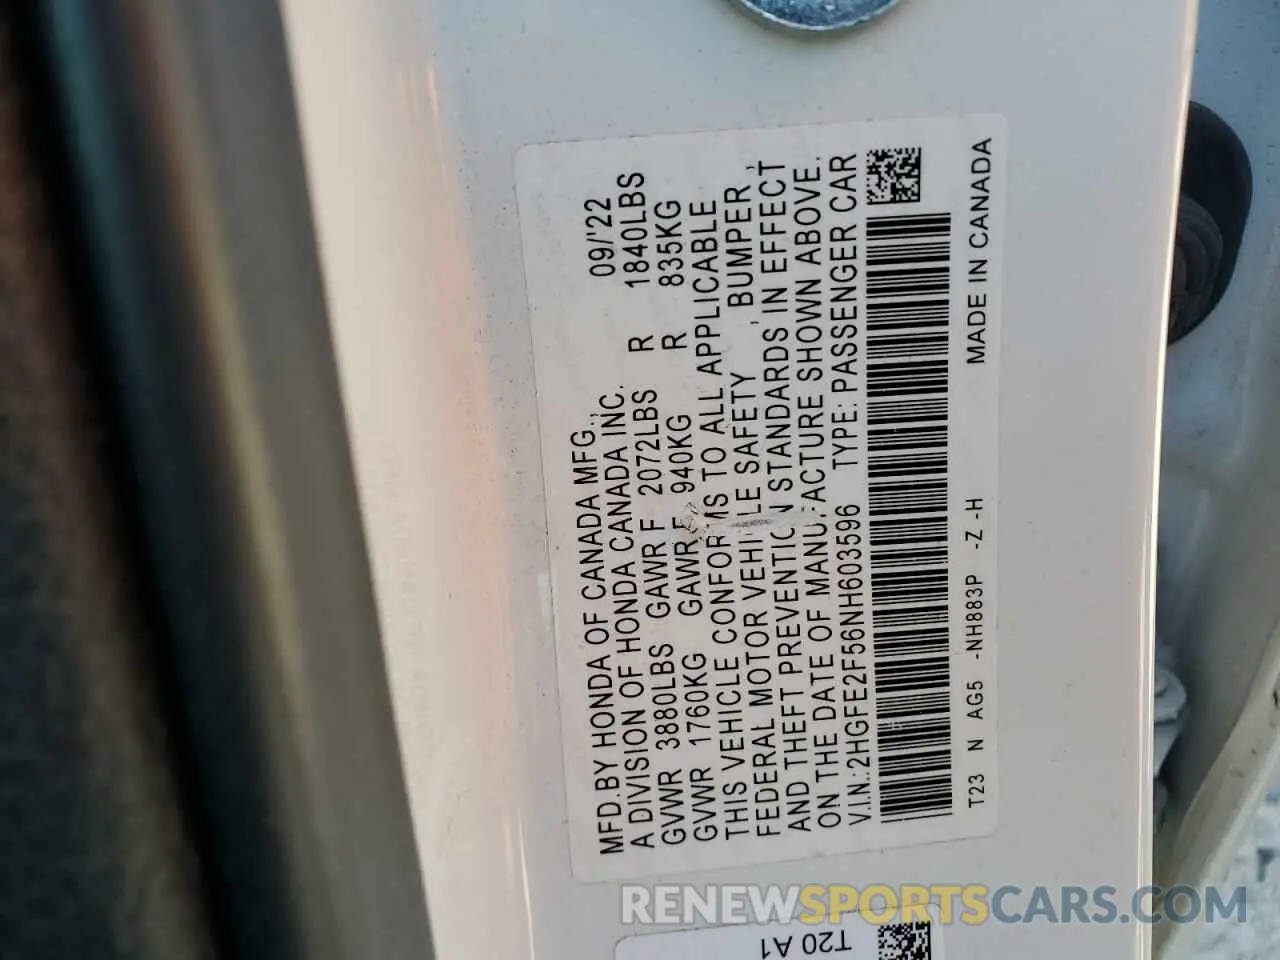 MFD.BY HONDA OF CANADA MFG., 09/'22
A DIVISION OF HONDA CANADA INC.
GVWR 3880LBS GAWR F 2072LBS R 1840LBS
GVWR 1760KG GAWR F 940KG R 835KG
THIS VEHICLE CONFORMS TO ALL APPLICABLE
FEDERAL MOTOR VEHICLE SAFETY , BUMPER ,
AND THEFT PREVENTION STANDARDS IN EFFECT
ON THE DATE OF MANUFACTURE SHOWN ABOVE.
V.I.N.:2HGFE2F56NH603596 TYPE: PASSENGER CAR
T23 N AG5 -NH883P -Z -H MADE IN CANADA
T20 A1
RENEWSPORTSCARS.COM